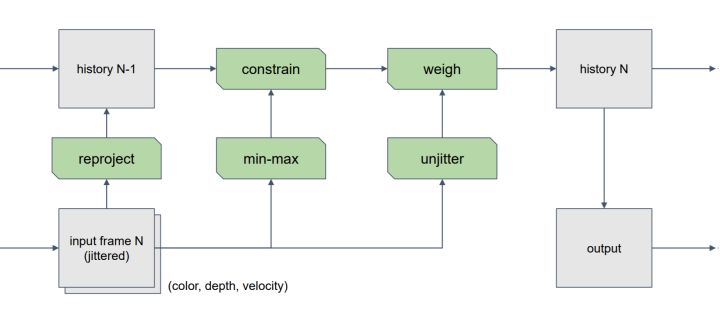 history N-1
constrain
weigh
history N
reproject
min-max
unjitter
input frame N
(jittered)
output
(color, depth, velocity)